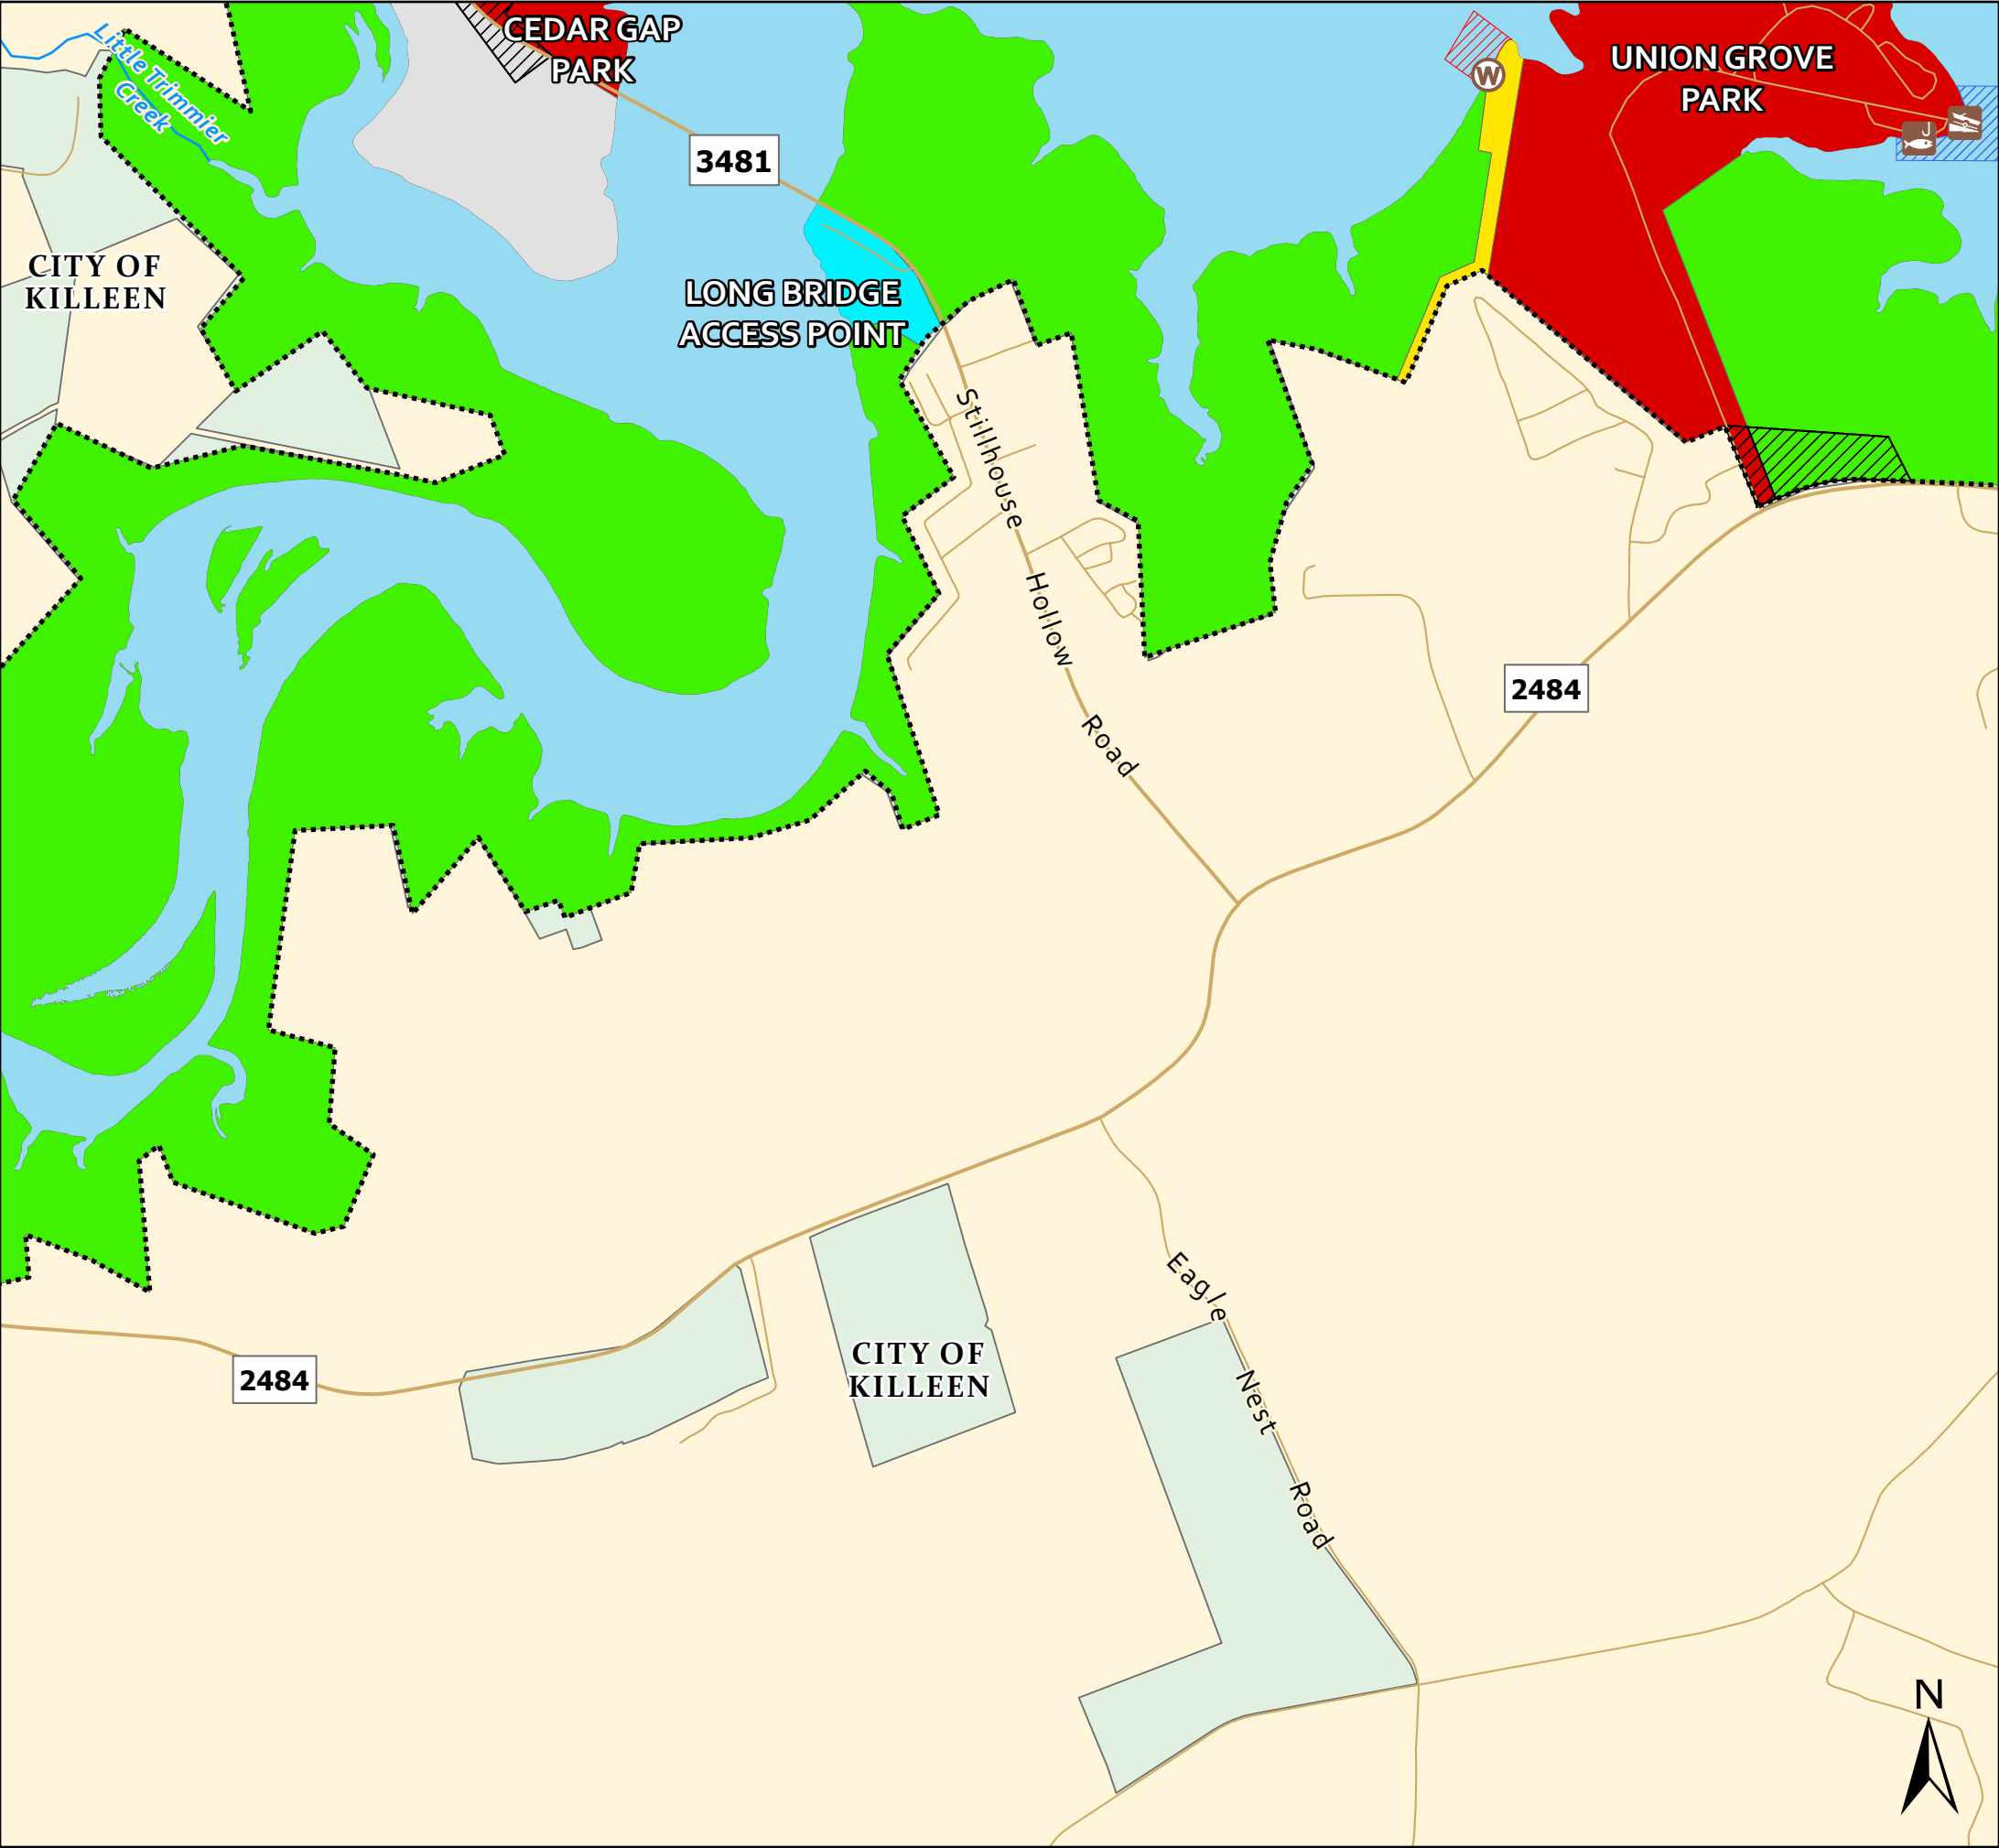 CEDAR GAP
PARK
UNION GROVE
PARK
Little Trimmier
Creek
W
3481
CITY OF
KILLEEN
LONG BRIDGE
ACCESS POINT
Stillhouse Hollow Road
2484
Eagle Nest Road
CITY OF
KILLEEN
2484
N